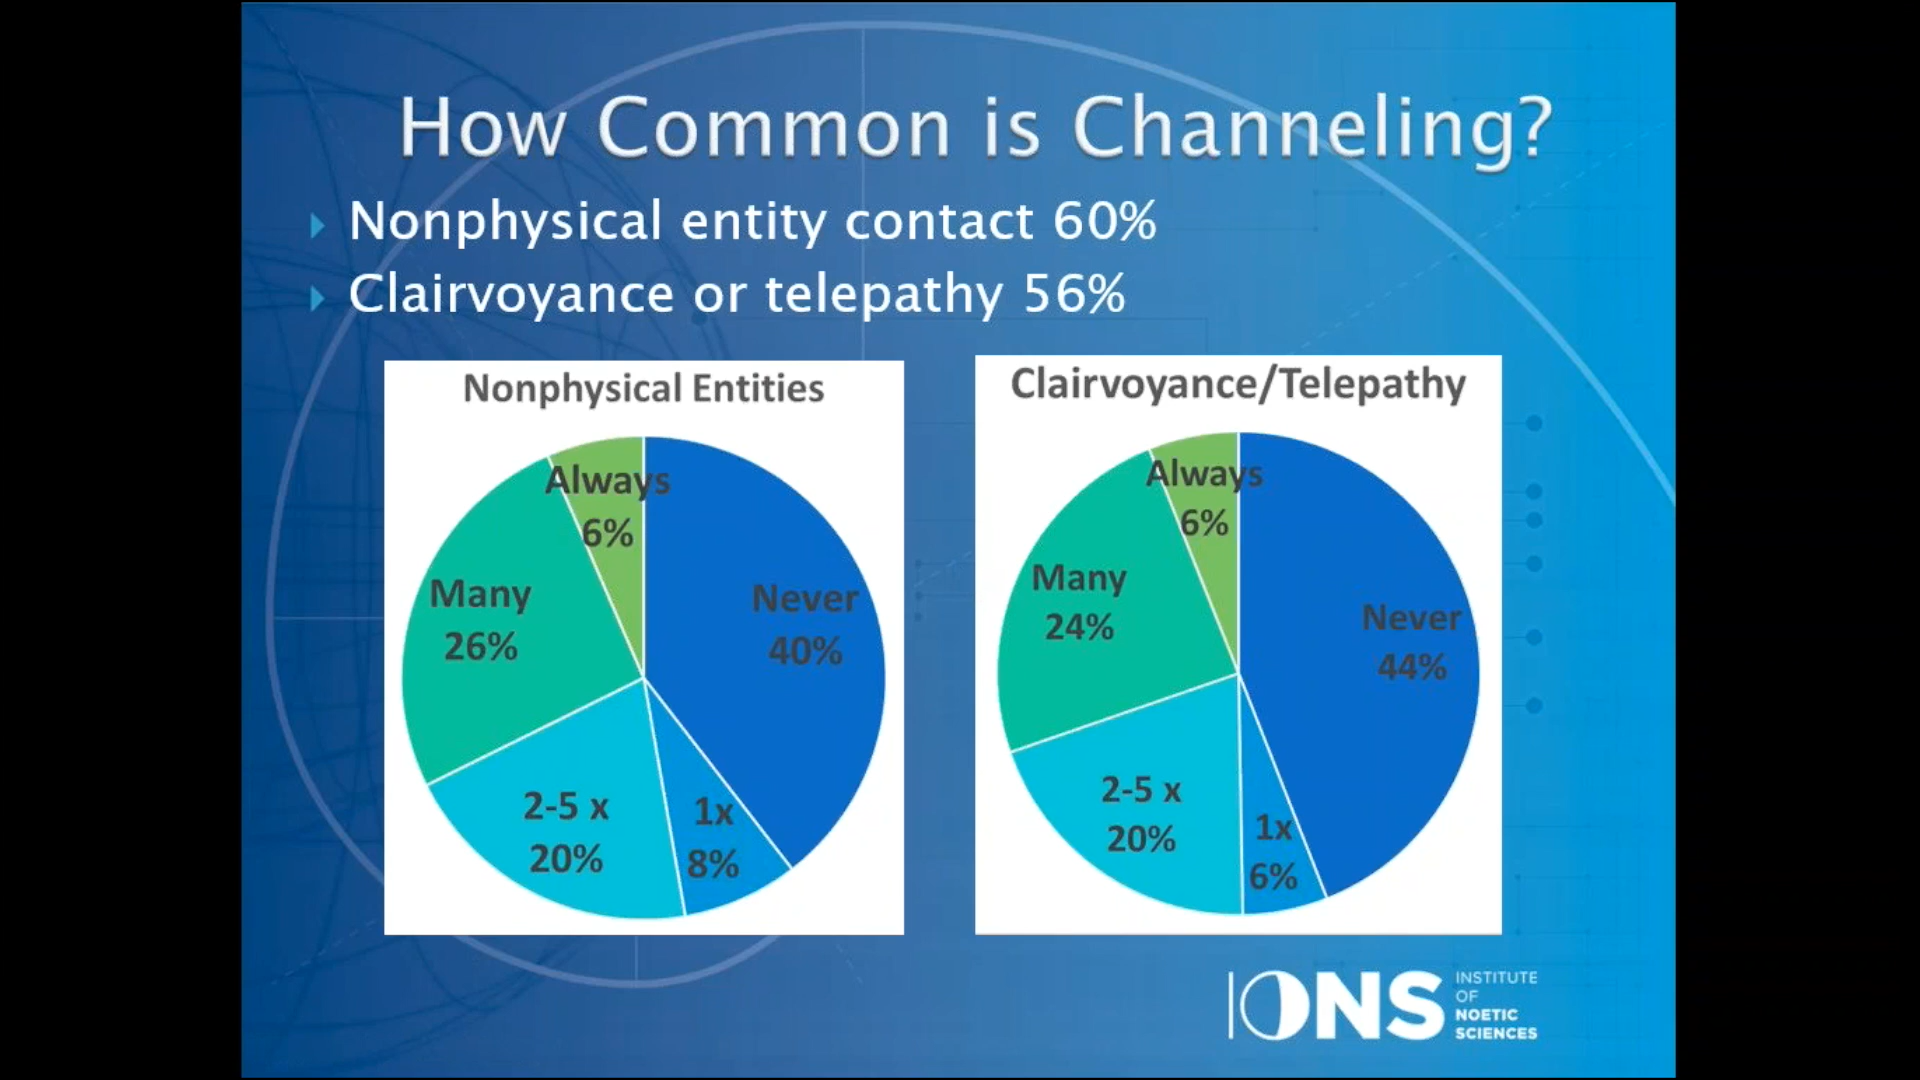 How Common is Channeling?
Nonphysical entity contact 60%
Clairvoyance or telepathy 56%
Nonphysical Entities
Always
6%
Many
26%
Never
40%
2-5 x
20%
1x
8%
Clairvoyance/Telepathy
Always
6%
Many
24%
Never
44%
2-5 x
20%
1x
6%
IONS
INSTITUTE
OF
NOETIC
SCIENCES